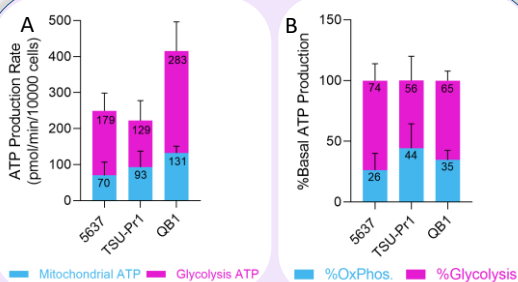 A
ATP Production Rate
(pmol/min/10000 cells)
500
400
300
200
100
0
179
70
129
93
283
131
5637
TSU-Pr1
QB1
Mitochondrial ATP
Glycolysis ATP
B
%Basal ATP Production
150
100
50
0
74
26
56
44
65
35
5637
TSU-Pr1
QB1
%OxPhos.
%Glycolysis